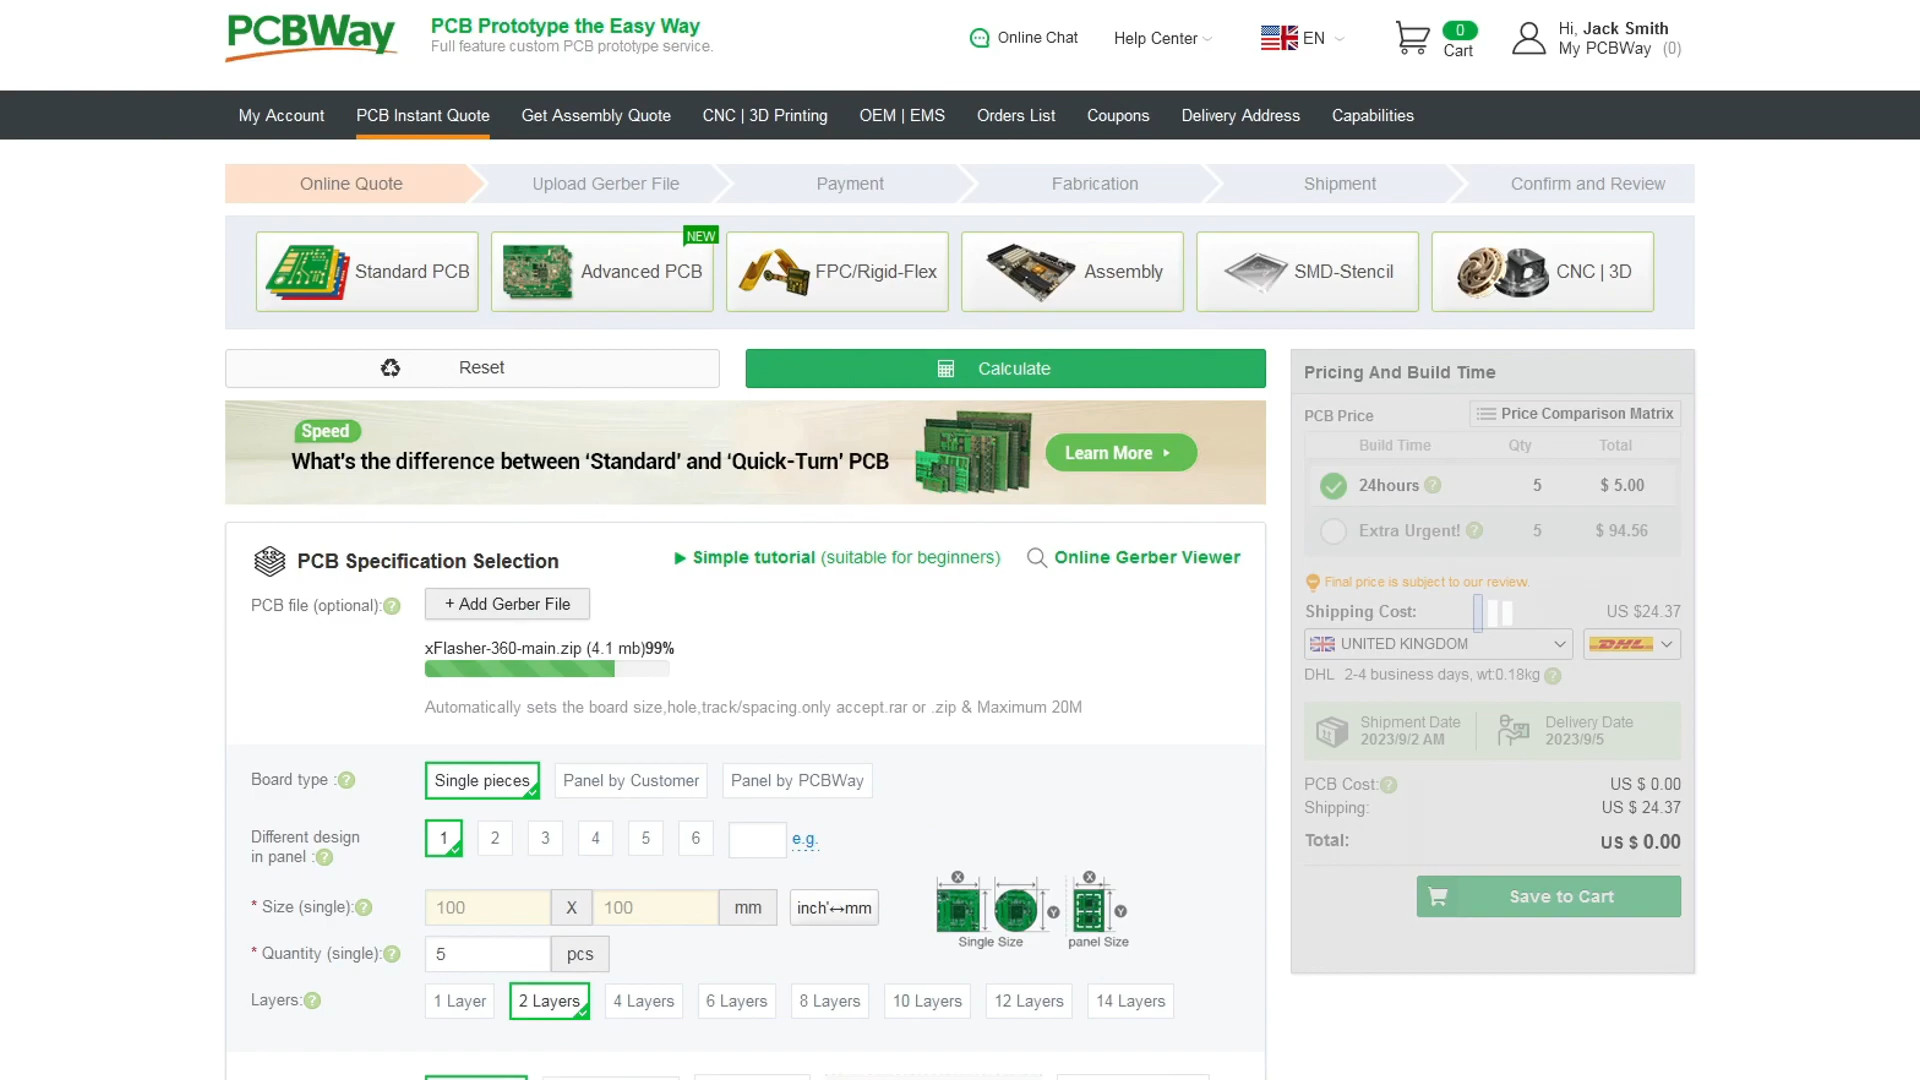 PCBWay
PCB Prototype the Easy Way
Full feature custom PCB prototype service.
Online Chat
Help Center
EN
0
Cart
Hi, Jack Smith
My PCBWay (0)
My Account
PCB Instant Quote
Get Assembly Quote
CNC | 3D Printing
OEM | EMS
Orders List
Coupons
Delivery Address
Capabilities
Online Quote
Upload Gerber File
Payment
Fabrication
Shipment
Confirm and Review
Standard PCB
NEW
Advanced PCB
FPC/Rigid-Flex
Assembly
SMD-Stencil
CNC | 3D
Reset
Calculate
Speed
What's the difference between ‘Standard’ and ‘Quick-Turn’ PCB
Learn More
PCB Specification Selection
Simple tutorial (suitable for beginners)
Online Gerber Viewer
PCB file (optional):?
+ Add Gerber File
xFlasher-360-main.zip (4.1 mb)99%
Automatically sets the board size,hole,track/spacing.only accept.rar or .zip & Maximum 20M
Board type :?
Single pieces
Panel by Customer
Panel by PCBWay
Different design
in panel :?
1
2
3
4
5
6
e.g.
* Size (single):?
100 X 100 mm
inch'↔mm
X
Y
Single Size
X
Y
panel Size
* Quantity (single):?
5 pcs
Layers:?
1 Layer
2 Layers
4 Layers
6 Layers
8 Layers
10 Layers
12 Layers
14 Layers
Pricing And Build Time
PCB Price
Price Comparison Matrix
Build Time Qty Total
24hours ? 5 $ 5.00
Extra Urgent! ? 5 $ 94.56
Final price is subject to our review.
Shipping Cost: US $24.37
UNITED KINGDOM
DHL
DHL 2-4 business days, wt:0.18kg ?
Shipment Date
2023/9/2 AM
Delivery Date
2023/9/5
PCB Cost:? US $ 0.00
Shipping: US $ 24.37
Total: US $ 0.00
Save to Cart